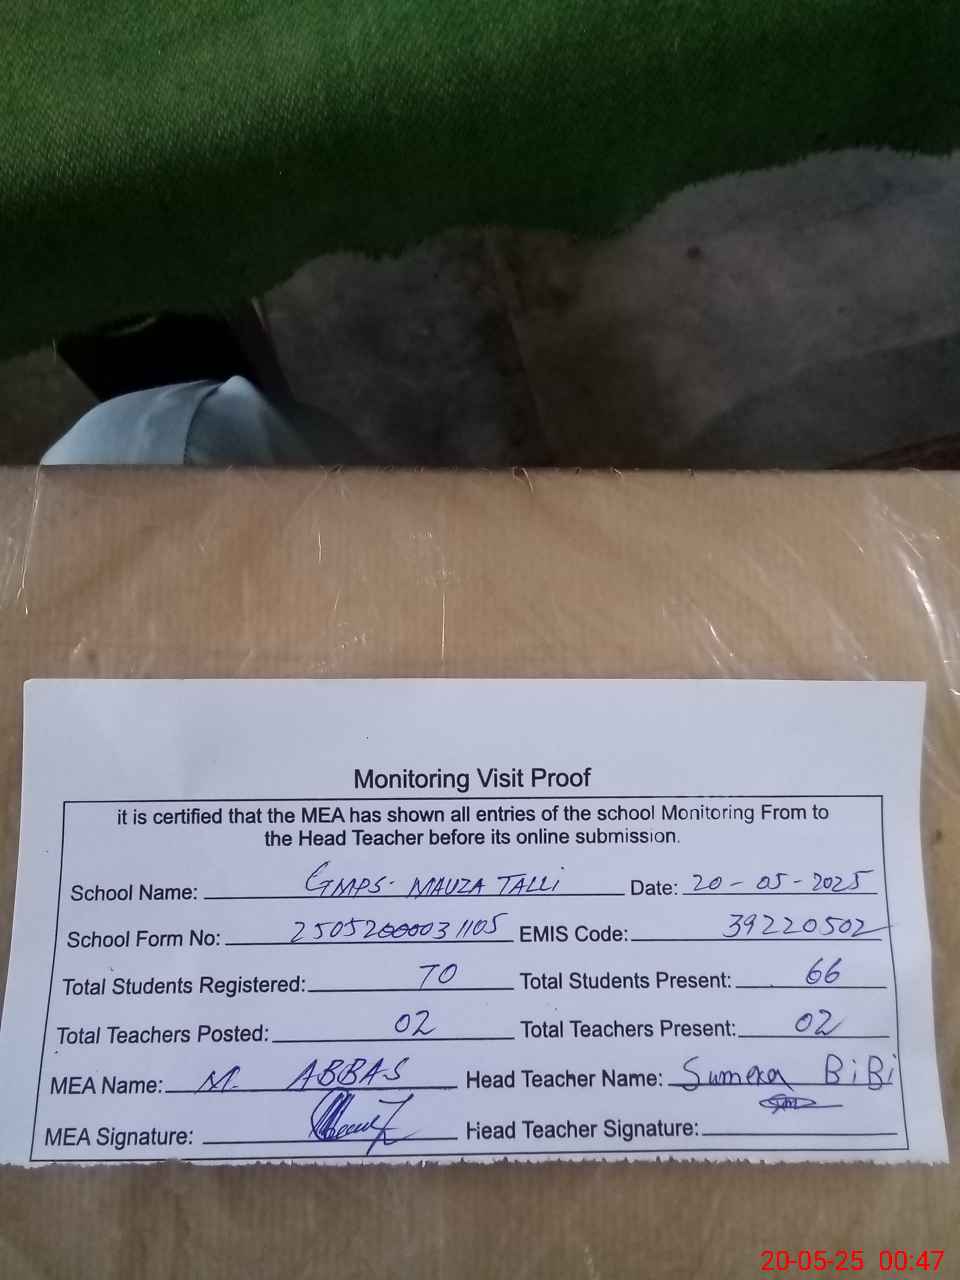 Monitoring Visit Proof
it is certified that the MEA has shown all entries of the school Monitoring From to
the Head Teacher before its online submission.
School Name: GMPS. MAUZA TALLI Date: 20-05-2025
School Form No: 25052000031105 EMIS Code: 39220502
Total Students Registered: 70 Total Students Present: 66
Total Teachers Posted: 02 Total Teachers Present: 02
MEA Name: M. ABBAS Head Teacher Name: Sumera BiBi
MEA Signature: Head Teacher Signature:
20-05-25 00:47